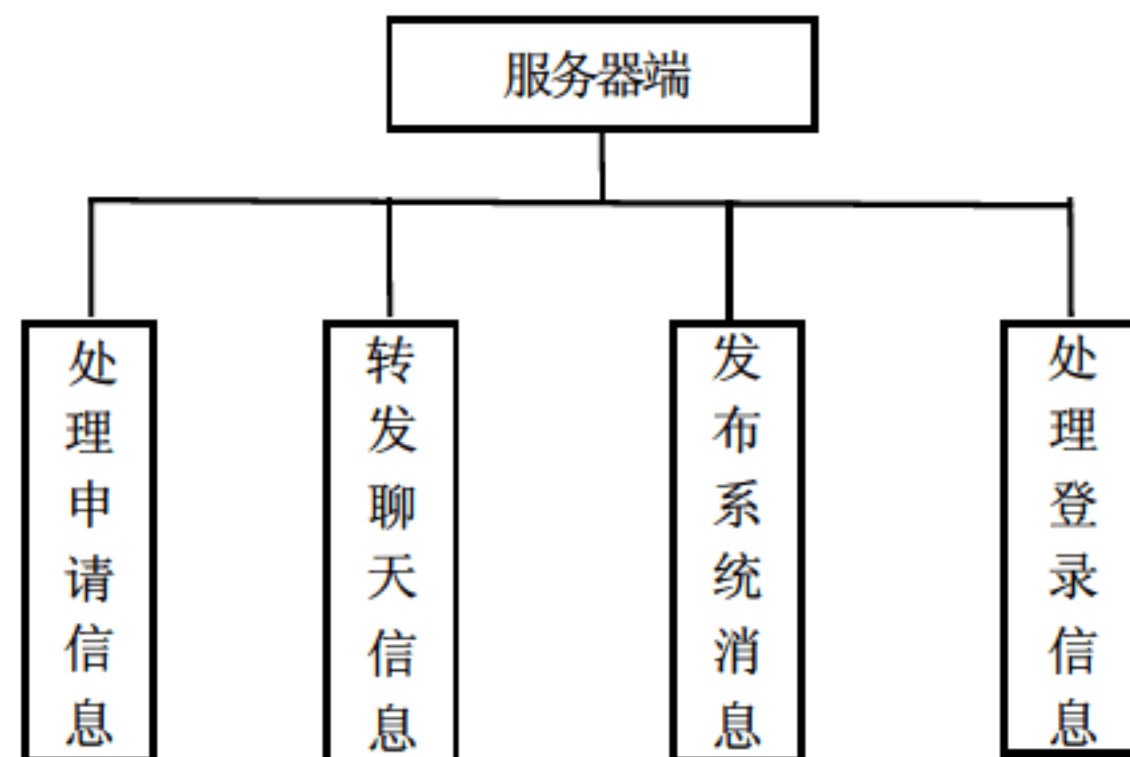 服务器端
处理申请信息
转发聊天信息
发布系统消息
处理登录信息